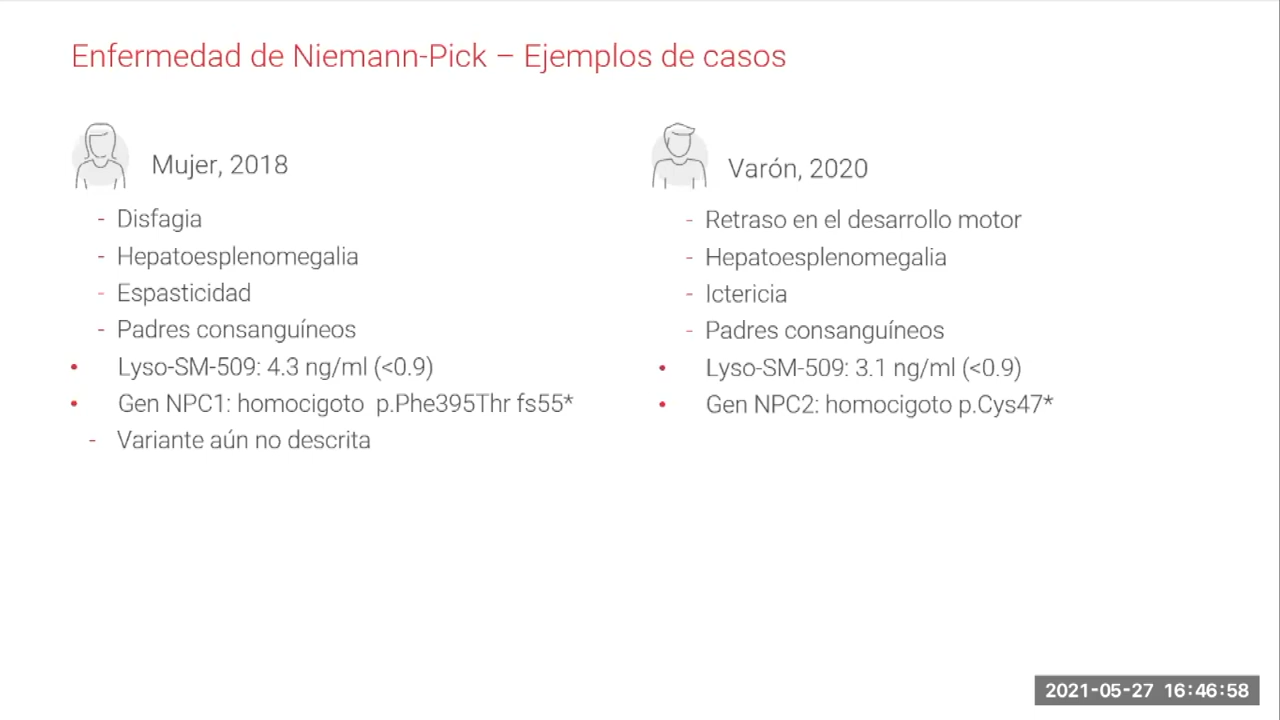 Enfermedad de Niemann-Pick – Ejemplos de casos
Mujer, 2018
- Disfagia
- Hepatoesplenomegalia
- Espasticidad
- Padres consanguíneos
• Lyso-SM-509: 4.3 ng/ml (<0.9)
• Gen NPC1: homocigoto p.Phe395Thr fs55*
- Variante aún no descrita
Varón, 2020
- Retraso en el desarrollo motor
- Hepatoesplenomegalia
- Ictericia
- Padres consanguíneos
• Lyso-SM-509: 3.1 ng/ml (<0.9)
• Gen NPC2: homocigoto p.Cys47*
2021-05-27 16:46:58